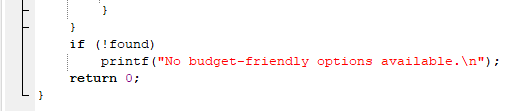 }
}
if (!found)
printf("No budget-friendly options available.\n");
return 0;
}